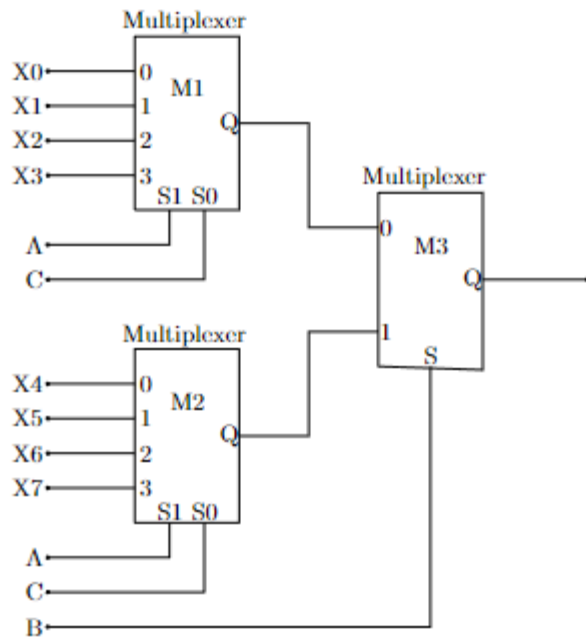 Multiplexer
X0 0
M1
X1 1
Q
X2 2
X3 3
S1 S0
A
C
Multiplexer
0
M3
Q
1
S
Multiplexer
X4 0
M2
X5 1
Q
X6 2
X7 3
S1 S0
A
C
B